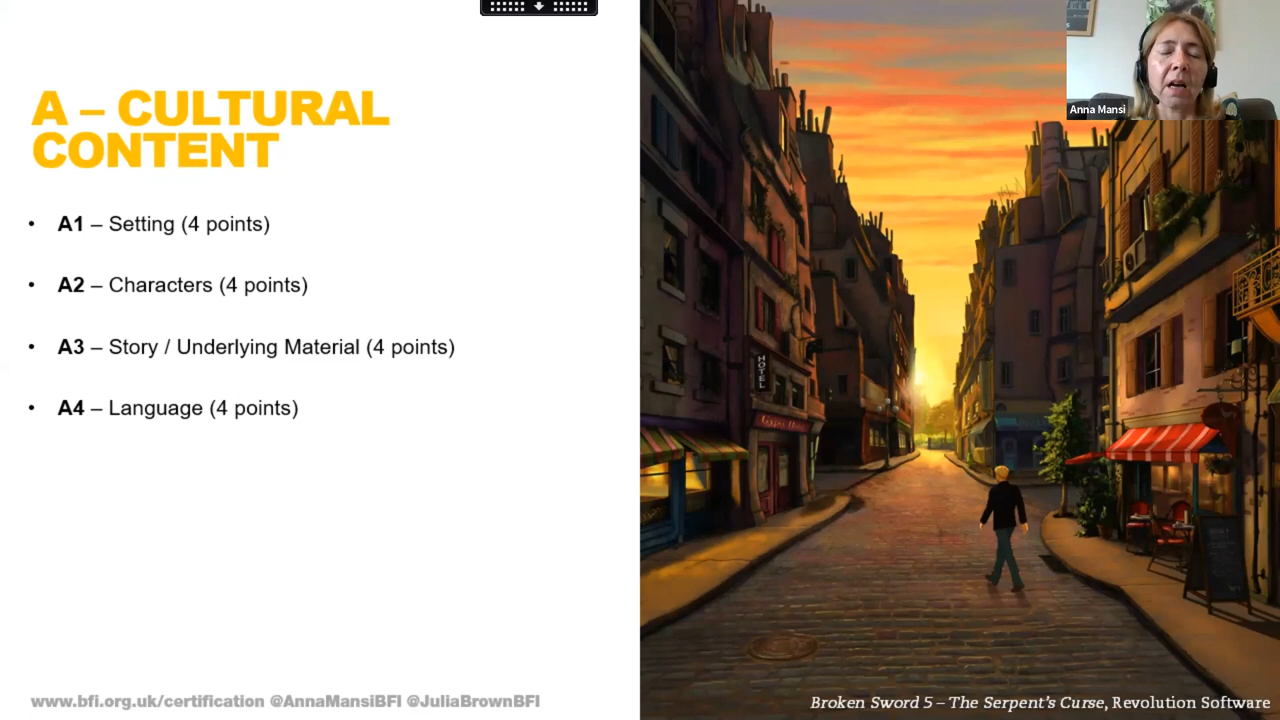 A – CULTURAL
CONTENT
• A1 – Setting (4 points)
• A2 – Characters (4 points)
• A3 – Story / Underlying Material (4 points)
• A4 – Language (4 points)
www.bfi.org.uk/certification @AnnaMansiBFI @JuliaBrownBFI
Anna Mansi
HOTEL
Broken Sword 5 – The Serpent's Curse, Revolution Software